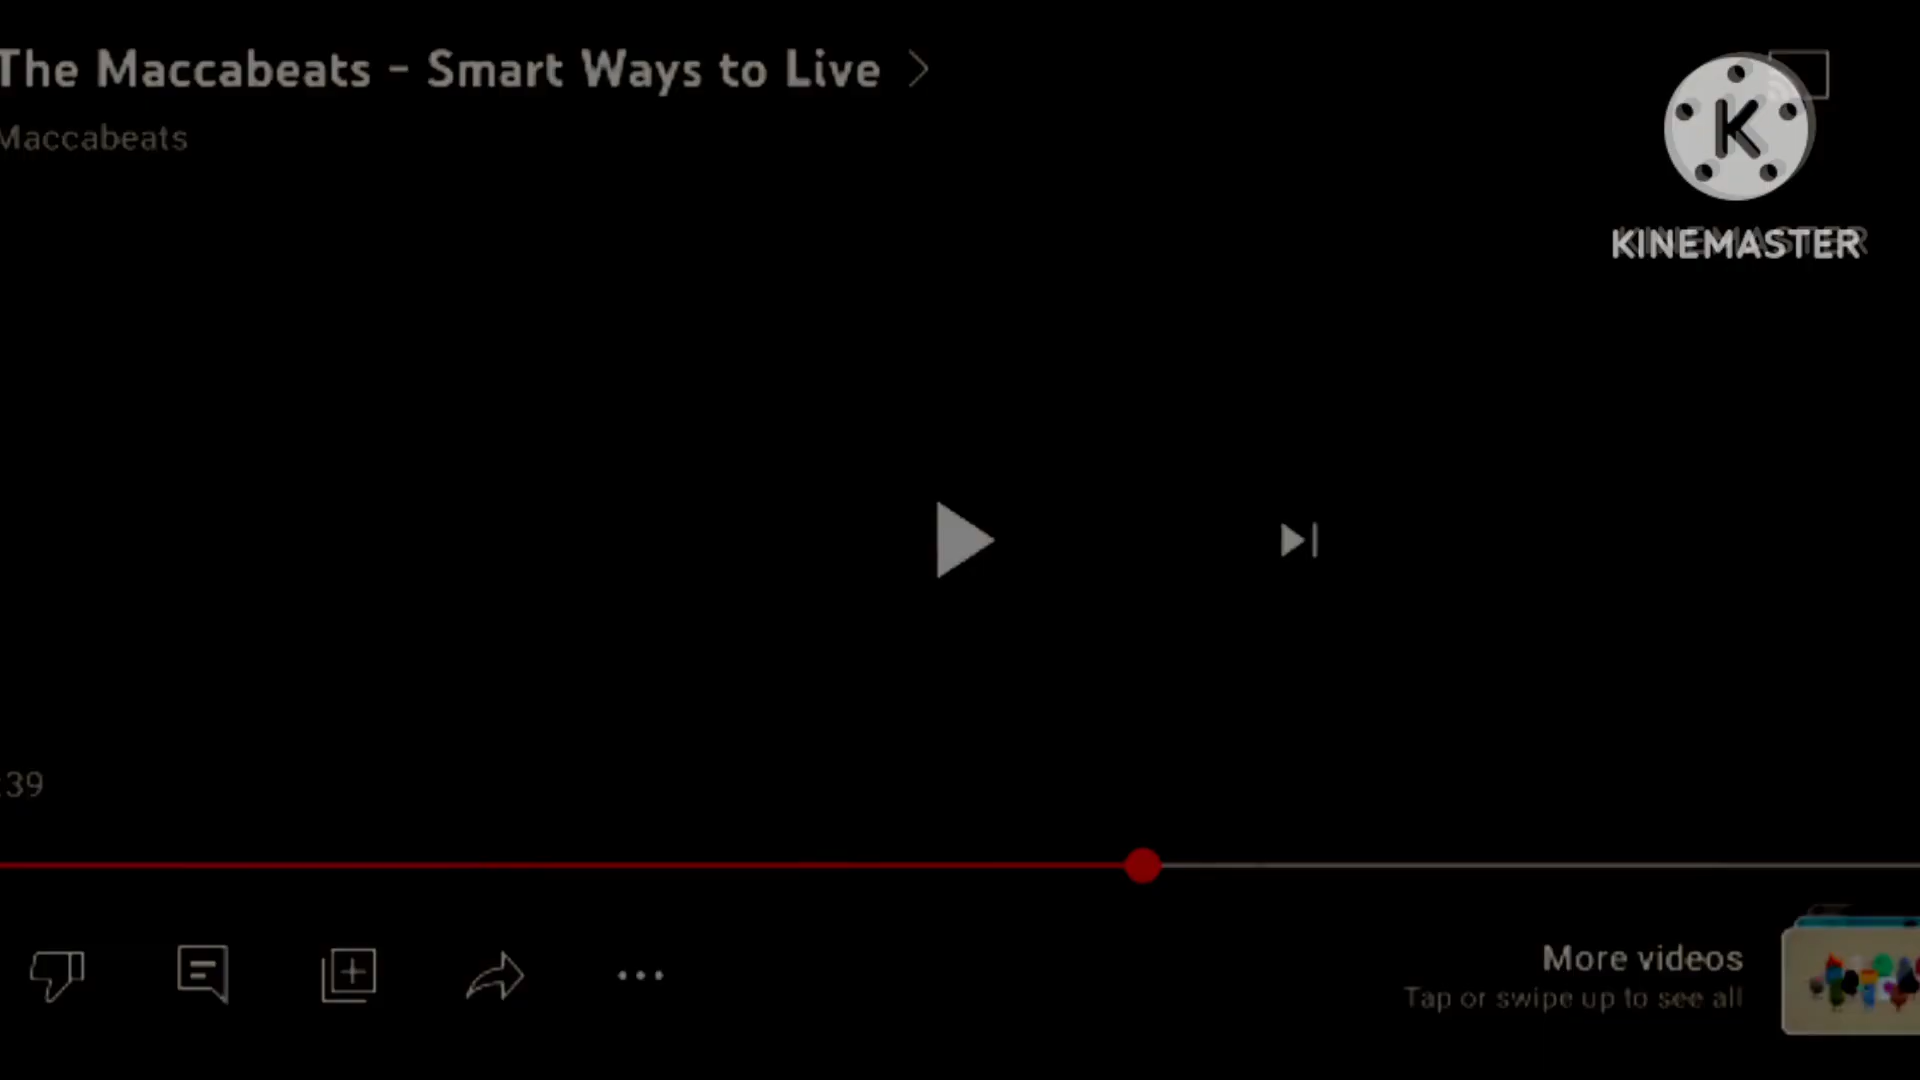 The Maccabeats - Smart Ways to Live
Maccabeats
K
KINEMASTER
:39
More videos
Tap or swipe up to see all